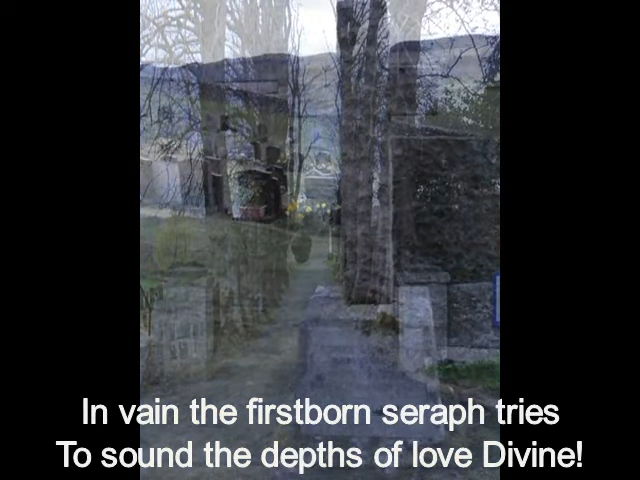 In vain the firstborn seraph tries
To sound the depths of love Divine!